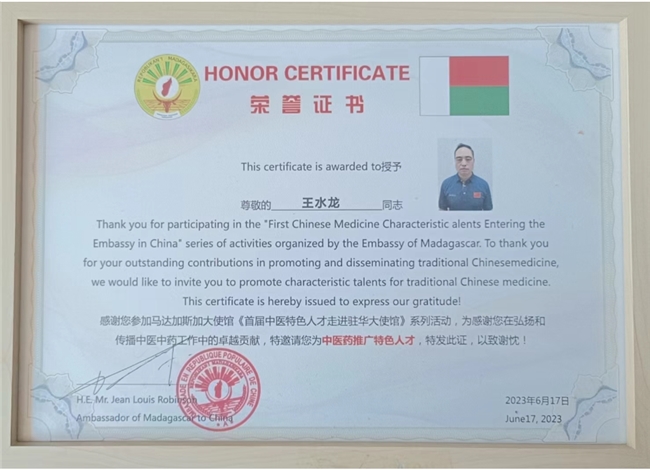 HONOR CERTIFICATE
荣誉证书
This certificate is awarded to授予
尊敬的 王水龙 同志
Thank you for participating in the "First Chinese Medicine Characteristic alents Entering the
Embassy in China" series of activities organized by the Embassy of Madagascar. To thank you
for your outstanding contributions in promoting and disseminating traditional Chinesemedicine,
we would like to invite you to promote characteristic talents for traditional Chinese medicine.
This certificate is hereby issued to express our gratitude!
感谢您参加马达加斯加大使馆《首届中医特色人才走进驻华大使馆》系列活动，为感谢您在弘扬和
传播中医中药工作中的卓越贡献，特邀请您为中医药推广特色人才，特发此证，以致谢忱！
H.E. Mr. Jean Louis Robinson
Ambassador of Madagascar to China
2023年6月17日
June17, 2023